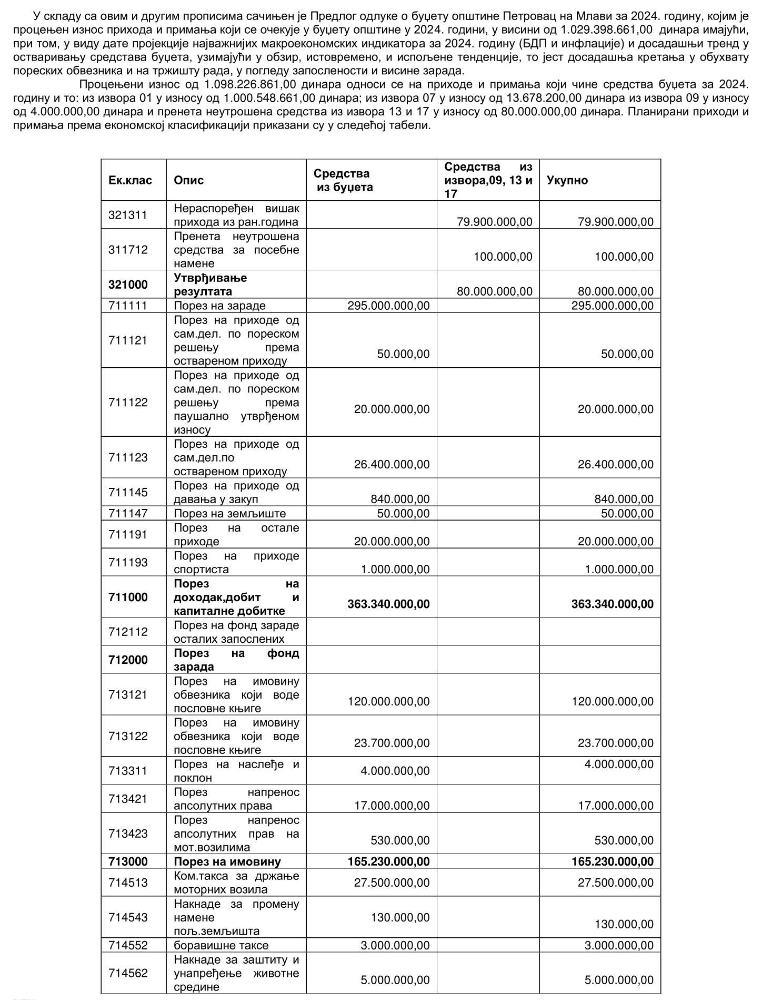 У складу са овим и другим прописима сачињен је Предлог одлуке о буџету општине Петровац на Млави за 2024. годину, којим је
процењен износ прихода и примања који се очекује у буџету општине у 2024. години, у висини од 1.029.398.661,00 динара имајући,
при том, у виду дате пројекције најважнијих макроекономских индикатора за 2024. годину (БДП и инфлације) и досадашњи тренд у
остваривању средстава буџета, узимајући у обзир, истовремено, и испољене тенденције, то јест досадашња кретања у обухвату
пореских обвезника и на тржишту рада, у погледу запослености и висине зарада.
Процењени износ од 1.098.226.861,00 динара односи се на приходе и примања који чине средства буџета за 2024.
годину и то: из извора 01 у износу од 1.000.548.661,00 динара; из извора 07 у износу од 13.678.200,00 динара из извора 09 у износу
од 4.000.000,00 динара и пренета неутрошена средства из извора 13 и 17 у износу од 80.000.000,00 динара. Планирани приходи и
примања према економској класификацији приказани су у следећој табели.
Ек.клас
Опис
Средства
из буџета
Средства из
извора,09, 13 и
17
Укупно
321311
Нераспоређен вишак
прихода из ран.година
79.900.000,00
79.900.000,00
311712
Пренета неутрошена
средства за посебне
намене
100.000,00
100.000,00
321000
Утврђивање
резултата
80.000.000,00
80.000.000,00
711111
Порез на зараде
295.000.000,00
295.000.000,00
711121
Порез на приходе од
сам.дел. по пореском
решењу према
оствареном приходу
50.000,00
50.000,00
711122
Порез на приходе од
сам.дел. по пореском
решењу према
паушално утврђеном
износу
20.000.000,00
20.000.000,00
711123
Порез на приходе од
сам.дел.по
оствареном приходу
26.400.000,00
26.400.000,00
711145
Порез на приходе од
давања у закуп
840.000,00
840.000,00
711147
Порез на земљиште
50.000,00
50.000,00
711191
Порез на остале
приходе
20.000.000,00
20.000.000,00
711193
Порез на приходе
спортиста
1.000.000,00
1.000.000,00
711000
Порез на
доходак,добит и
капиталне добитке
363.340.000,00
363.340.000,00
712112
Порез на фонд зараде
осталих запослених
712000
Порез на фонд
зарада
713121
Порез на имовину
обвезника који воде
пословне књиге
120.000.000,00
120.000.000,00
713122
Порез на имовину
обвезника који воде
пословне књиге
23.700.000,00
23.700.000,00
713311
Порез на наслеђе и
поклон
4.000.000,00
4.000.000,00
713421
Порез напренос
апсолутних права
17.000.000,00
17.000.000,00
713423
Порез напренос
апсолутних прав на
мот.возилима
530.000,00
530.000,00
713000
Порез на имовину
165.230.000,00
165.230.000,00
714513
Ком.такса за држање
моторних возила
27.500.000,00
27.500.000,00
714543
Накнаде за промену
намене
пољ.земљишта
130.000,00
130.000,00
714552
боравишне таксе
3.000.000,00
3.000.000,00
714562
Накнаде за заштиту и
унапређење животне
средине
5.000.000,00
5.000.000,00